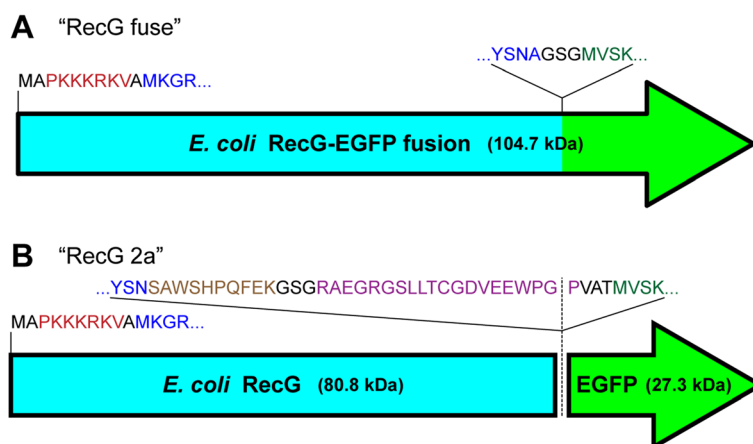 A "RecG fuse"
...YSNAGSGMVSK...
MAPKKKRKVAMKGR...
E. coli RecG-EGFP fusion (104.7 kDa)
B "RecG 2a"
...YSNSAWSHPQFEKGSGRAEGRGSLLTCGDVEEWPG PVATMVSK...
MAPKKKRKVAMKGR...
E. coli RecG (80.8 kDa)
EGFP (27.3 kDa)